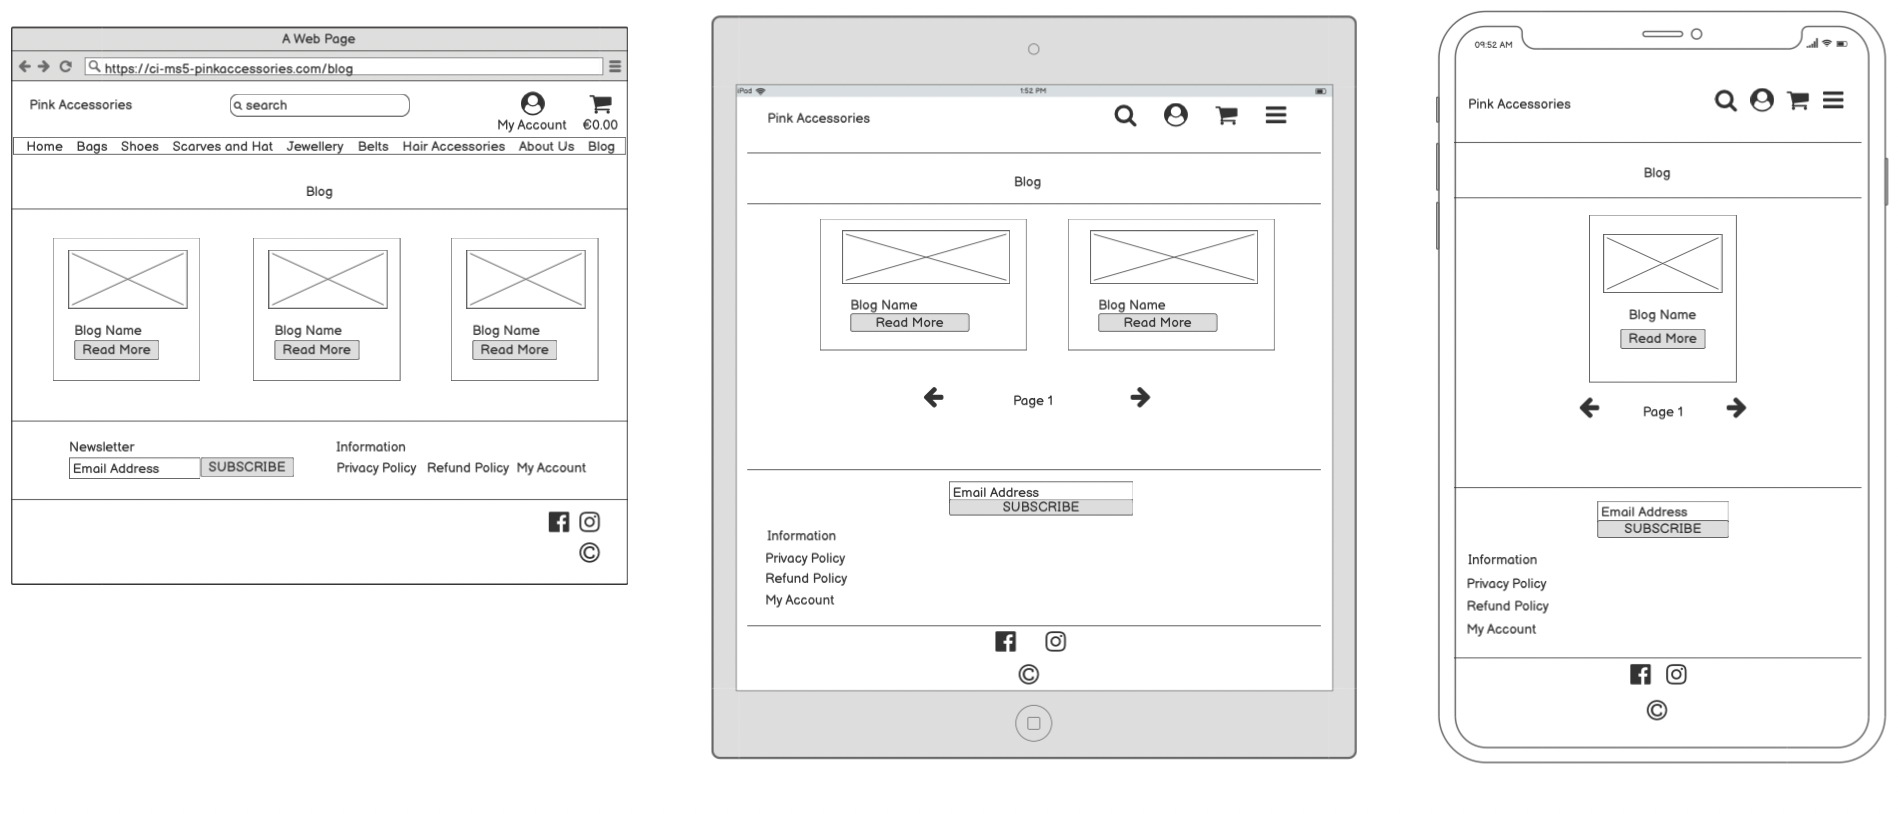 A Web Page
https://ci-ms5-pinkaccessories.com/blog
Pink Accessories
search
My Account €0.00
Home Bags Shoes Scarves and Hat Jewellery Belts Hair Accessories About Us Blog
Blog
Blog Name Blog Name Blog Name
Read More Read More Read More
Newsletter Information
Email Address SUBSCRIBE Privacy Policy Refund Policy My Account
©
iPad 1:52 PM
Pink Accessories
Blog
Blog Name Blog Name
Read More Read More
Page 1
Email Address
SUBSCRIBE
Information
Privacy Policy
Refund Policy
My Account
©
09:52 AM
Pink Accessories
Blog
Blog Name
Read More
Page 1
Email Address
SUBSCRIBE
Information
Privacy Policy
Refund Policy
My Account
©